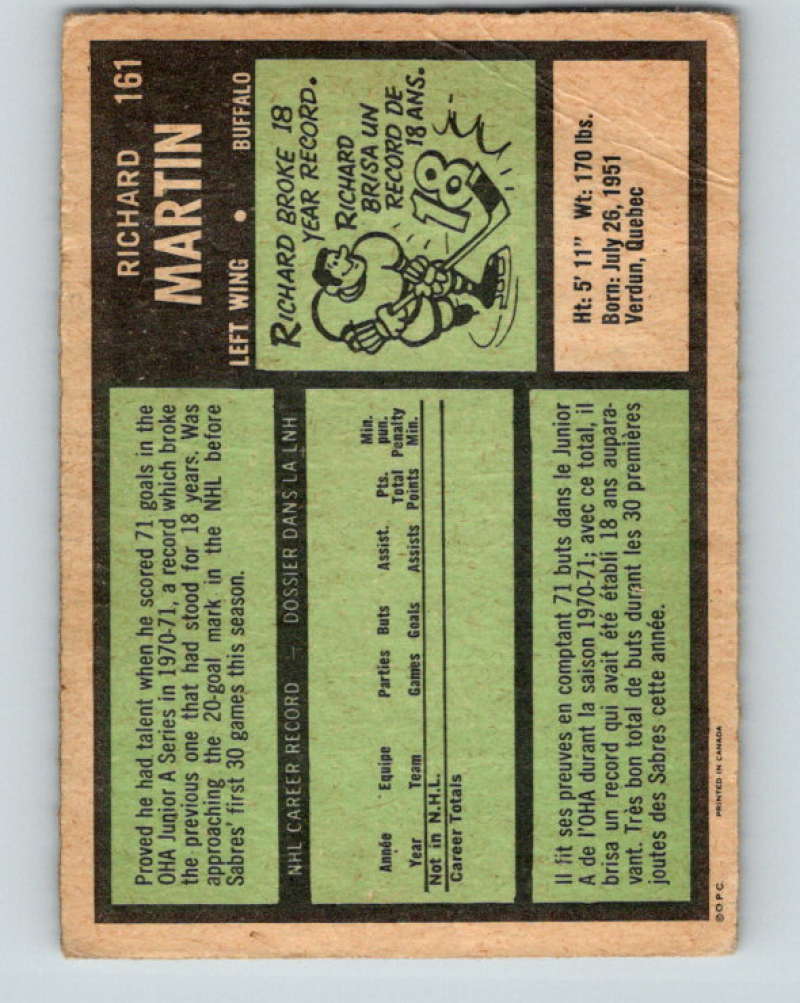 RICHARD 161
MARTIN
LEFT WING • BUFFALO
Proved he had talent when he scored 71 goals in the
OHA Junior A Series in 1970-71, a record which broke
the previous one that had stood for 18 years. Was
approaching the 20-goal mark in the NHL before
Sabres' first 30 games this season.
RICHARD BROKE 18
YEAR RECORD.
RICHARD
BRISA UN
RECORD DE
18 ANS.
18
NHL CAREER RECORD — DOSSIER DANS LA LNH
Année Equipe Parties Buts Assist. Pts. Min. pun.
Year Team Games Goals Assists Total Points Penalty Min.
Not in N.H.L.
Career Totals
Ht: 5' 11" Wt: 170 lbs.
Born: July 26, 1951
Verdun, Quebec
Il fit ses preuves en comptant 71 buts dans le Junior
A de l'OHA durant la saison 1970-71; avec ce total, il
brisa un record qui avait été établi 18 ans aupara-
vant. Très bon total de buts durant les 30 premières
joutes des Sabres cette année.
©O.P.C. PRINTED IN CANADA